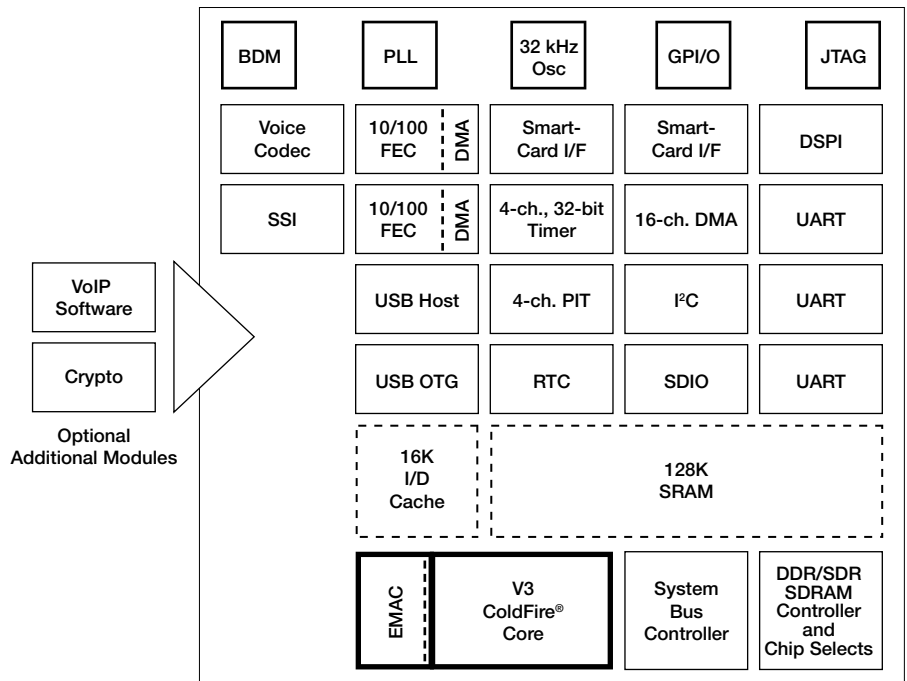 BDM
PLL
32 kHz
Osc
GPI/O
JTAG
Voice
Codec
10/100
FEC
DMA
Smart-
Card I/F
Smart-
Card I/F
DSPI
SSI
10/100
FEC
DMA
4-ch., 32-bit
Timer
16-ch. DMA
UART
VoIP
Software
USB Host
4-ch. PIT
I²C
UART
Crypto
USB OTG
RTC
SDIO
UART
Optional
Additional Modules
16K
I/D
Cache
128K
SRAM
EMAC
V3
ColdFire®
Core
System
Bus
Controller
DDR/SDR
SDRAM
Controller
and
Chip Selects